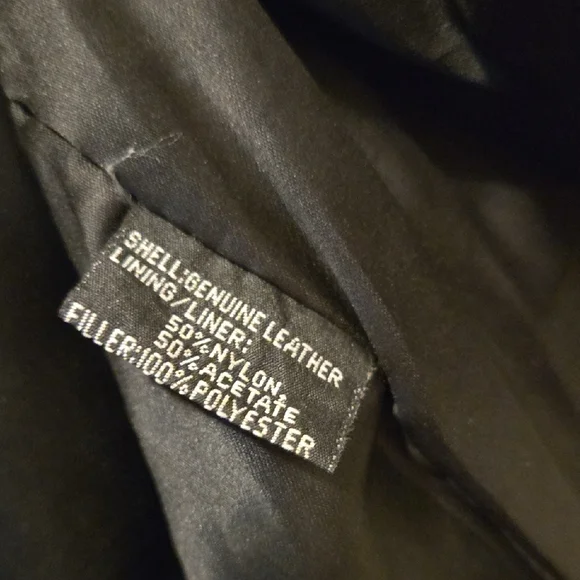 SHELL:GENUINE LEATHER
LINING/LINER:
50%NYLON,
50%ACETATE
FILLER:100%POLYESTER